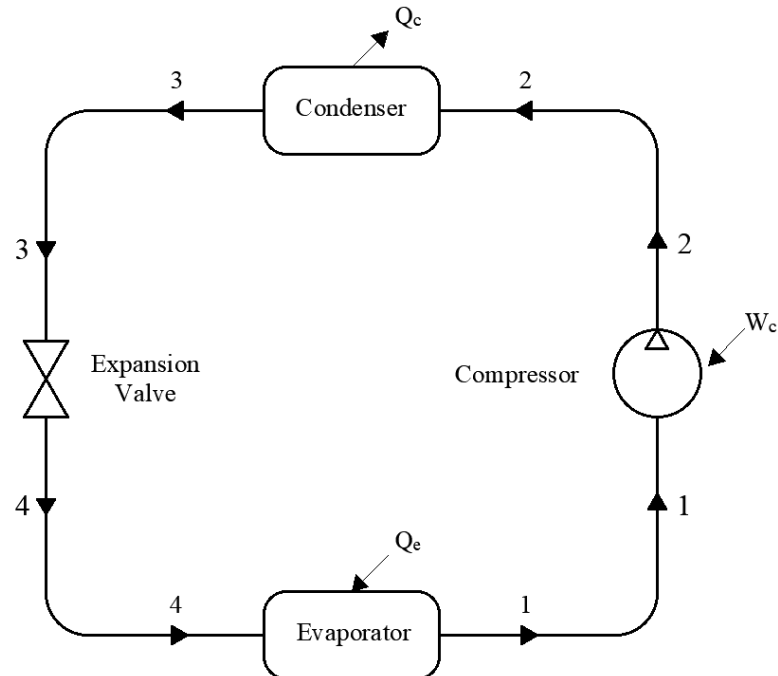 Qc
3
Condenser
2
3
2
Wc
Expansion
Valve
Compressor
4
1
Qe
4
1
Evaporator